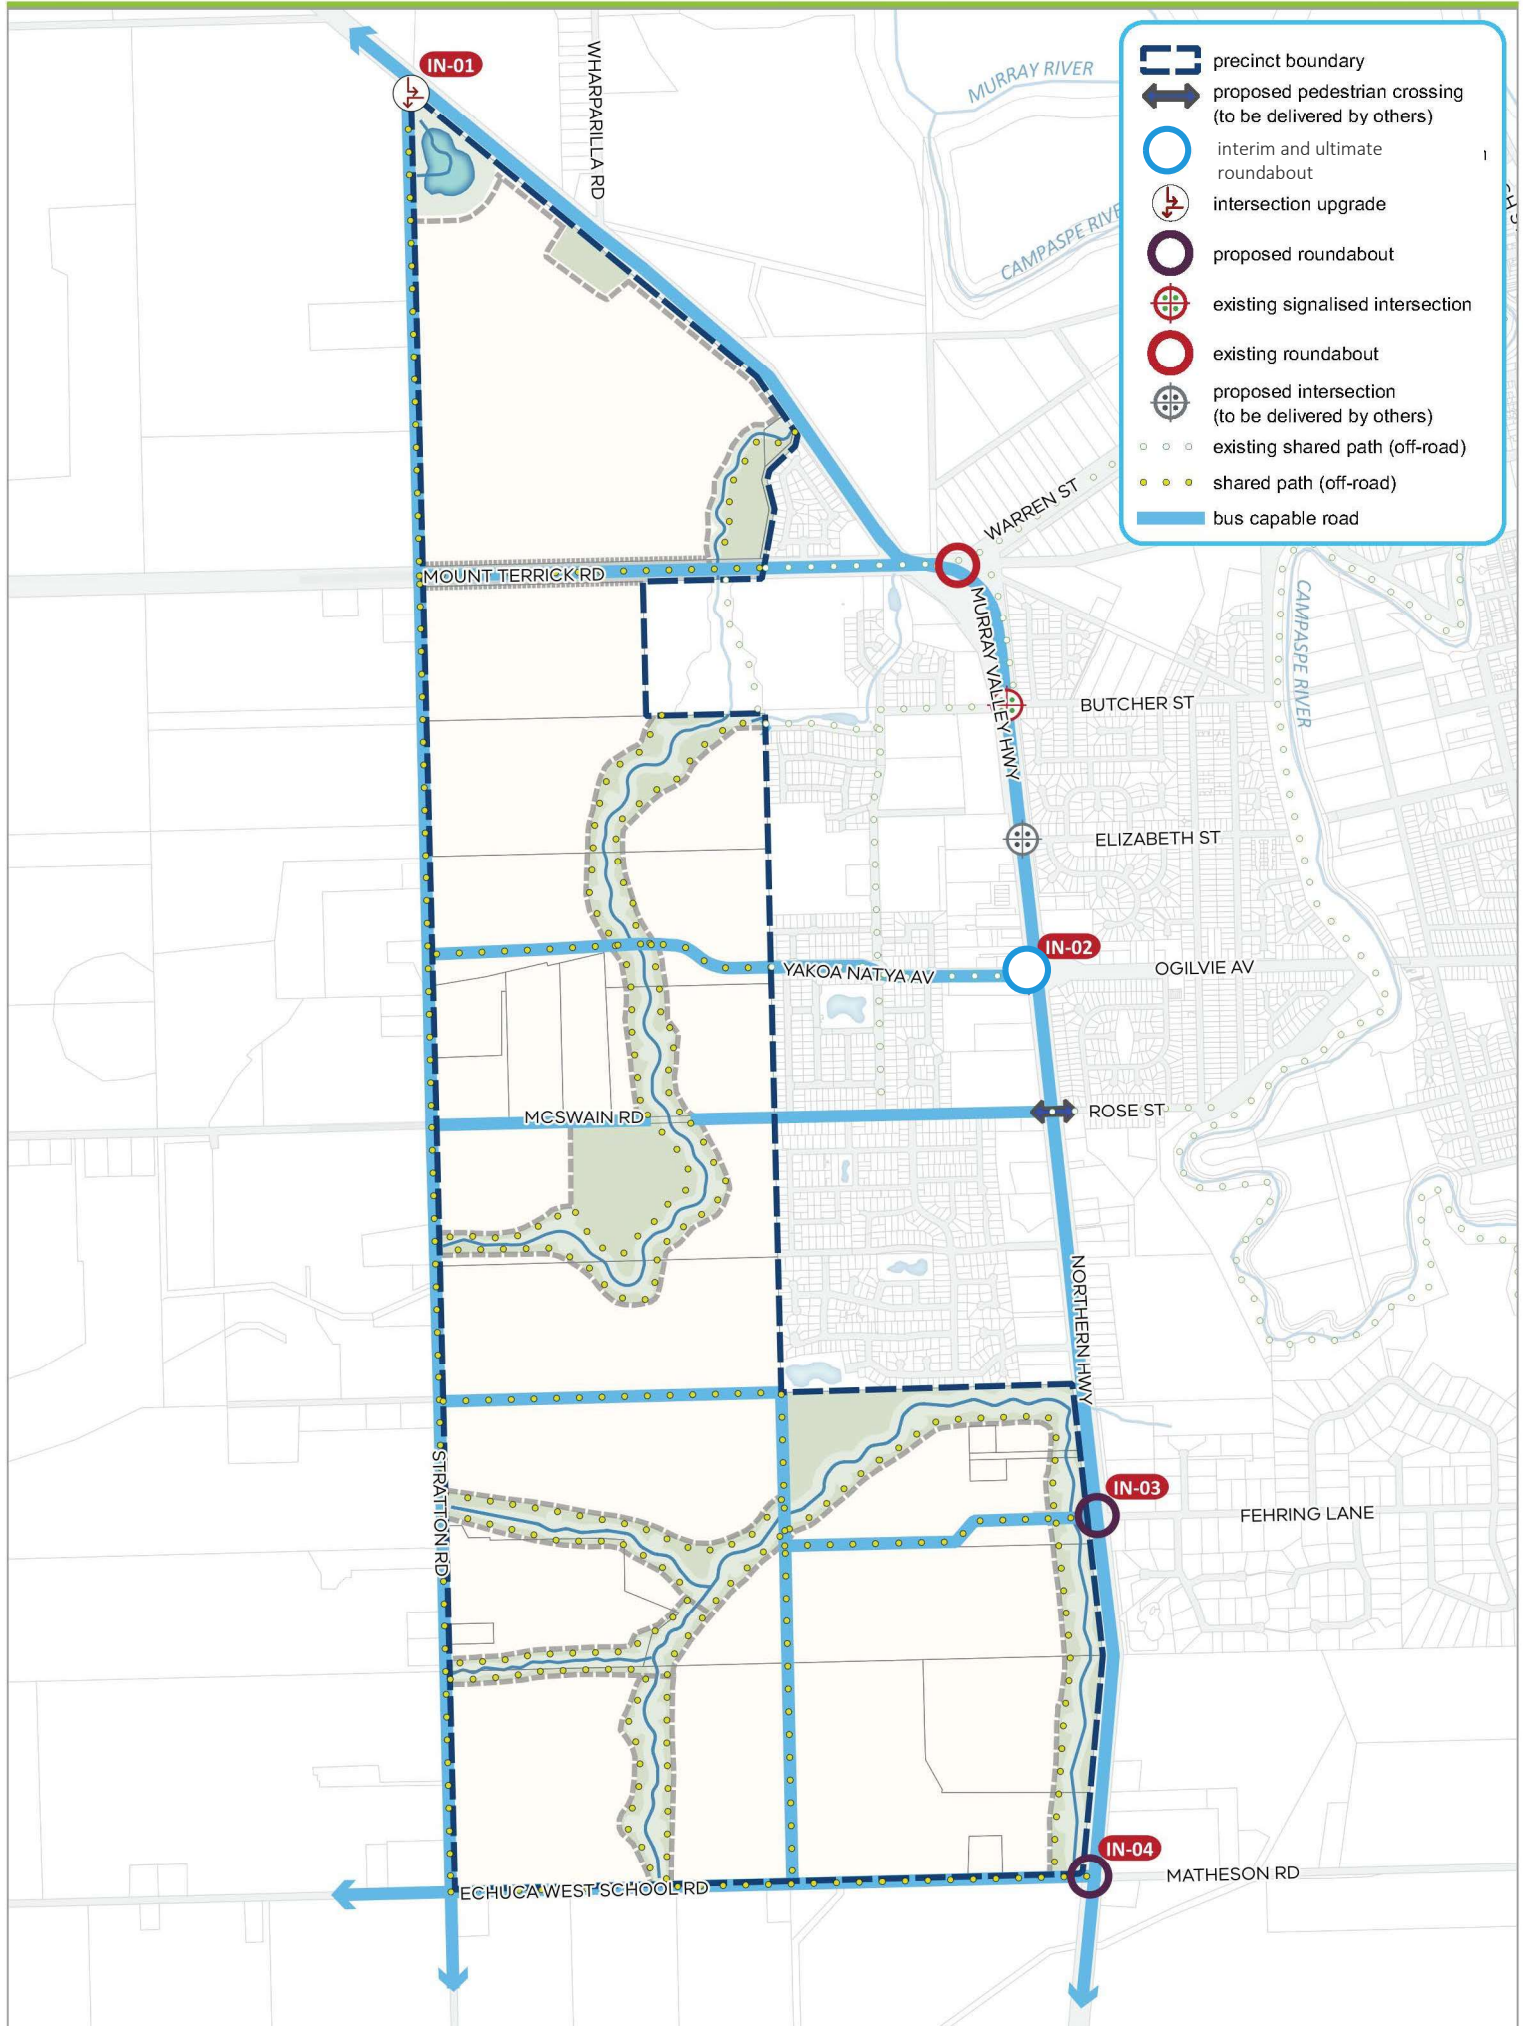 IN-01
WHARPARILLA RD
MURRAY RIVER
CAMPASPE RIVE
precinct boundary
proposed pedestrian crossing
(to be delivered by others)
interim and ultimate
roundabout
intersection upgrade
proposed roundabout
existing signalised intersection
existing roundabout
proposed intersection
(to be delivered by others)
existing shared path (off-road)
shared path (off-road)
bus capable road
WARREN ST
MOUNT TERRICK RD
MURRAY VALLEY HWY
CAMPASPE RIVER
BUTCHER ST
ELIZABETH ST
IN-02
YAKOA NATYA AV
OGILVIE AV
MCSWAIN RD
ROSE ST
NORTHERN HWY
STRATTON RD
IN-03
FEHRING LANE
IN-04
MATHESON RD
ECHUCA WEST SCHOOL RD